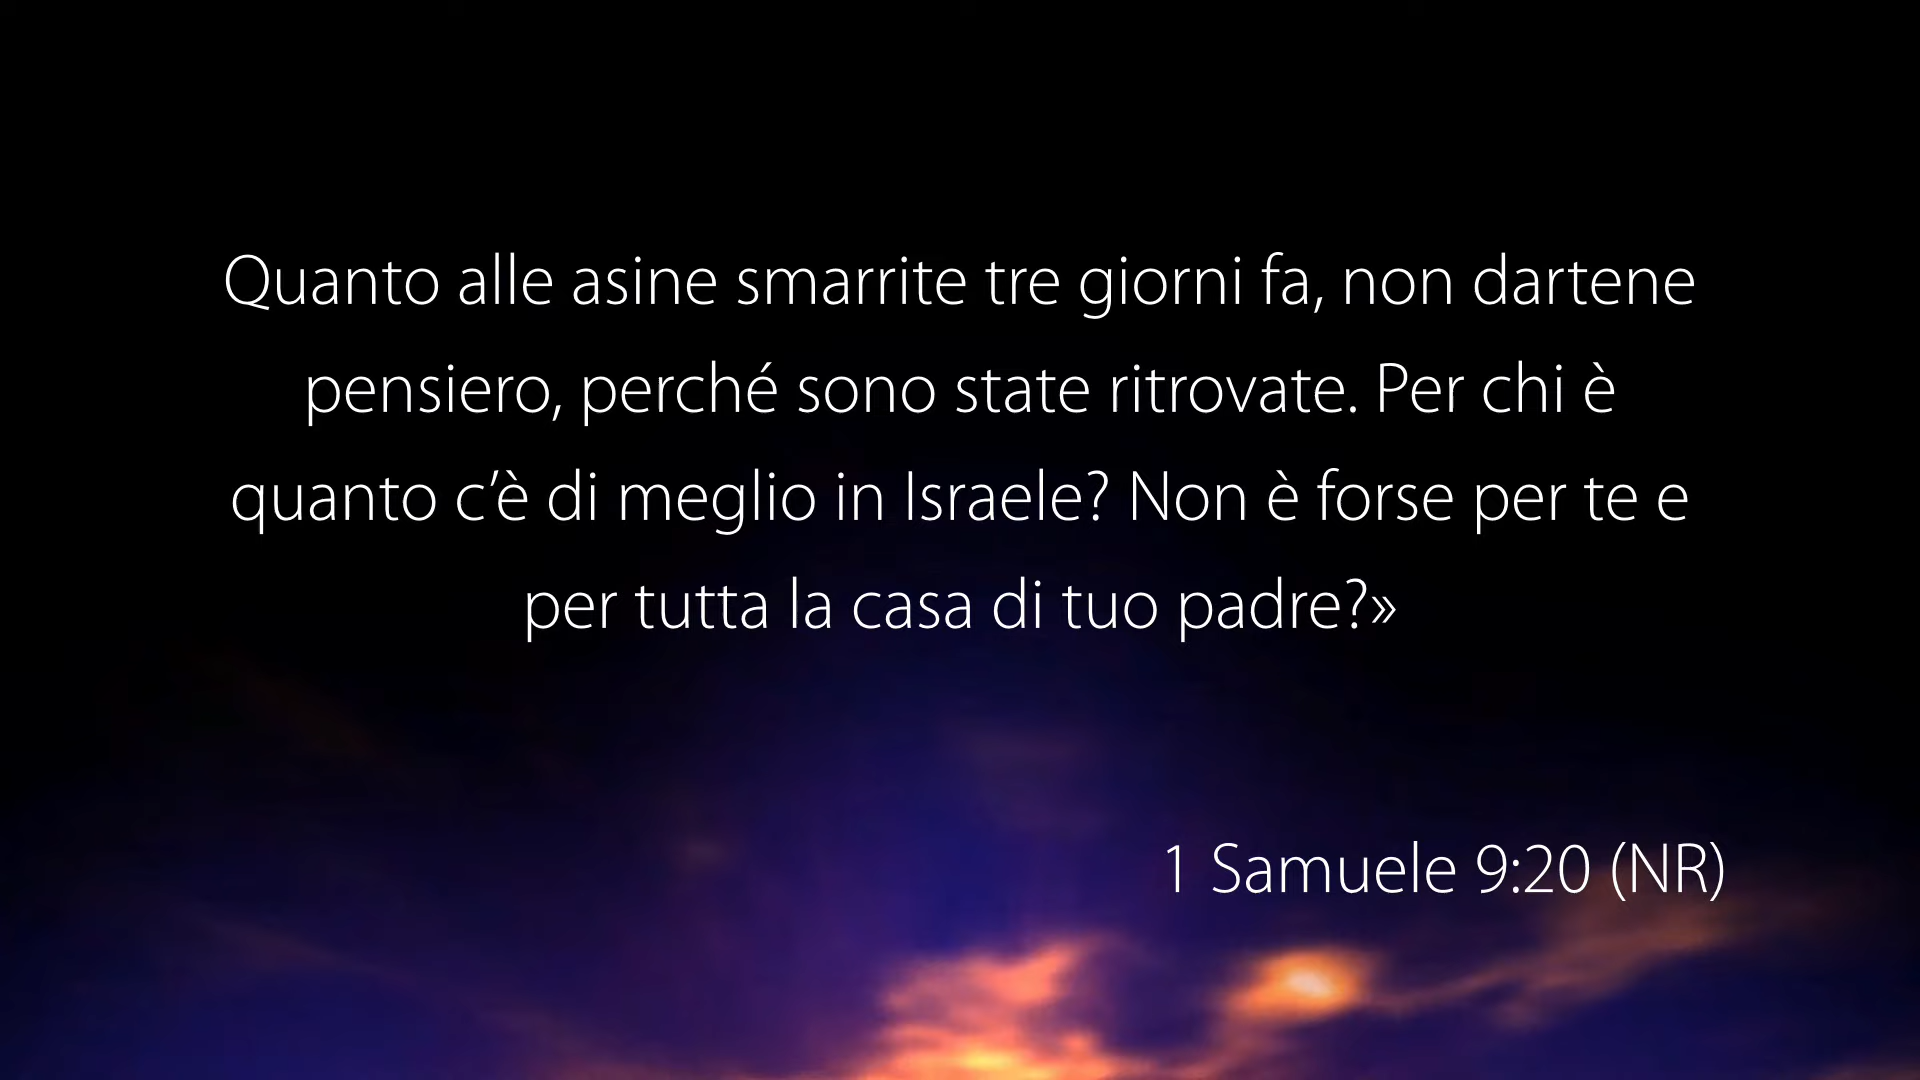 Quanto alle asine smarrite tre giorni fa, non dartene
pensiero, perché sono state ritrovate. Per chi è
quanto c’è di meglio in Israele? Non è forse per te e
per tutta la casa di tuo padre?»
1 Samuele 9:20 (NR)